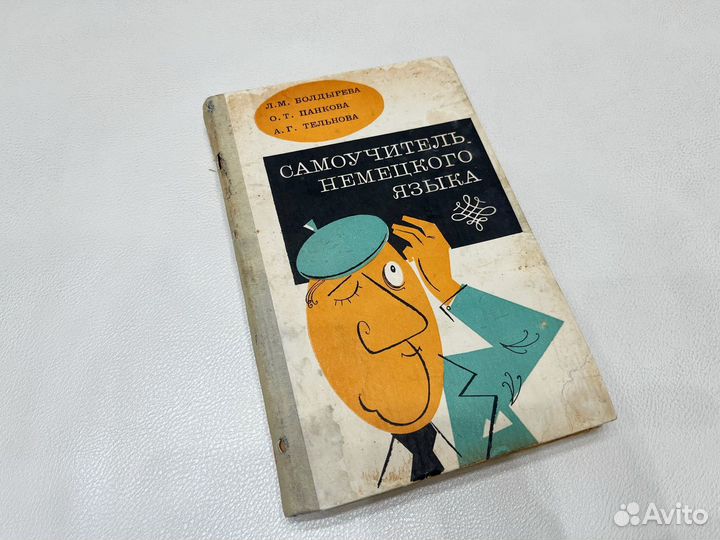 Л.М. БОЛДЫРЕВА
О.Т. ПАНКОВА
А.Г. ТЕЛЬНОВА
САМОУЧИТЕЛЬ
НЕМЕЦКОГО
ЯЗЫКА
Avito